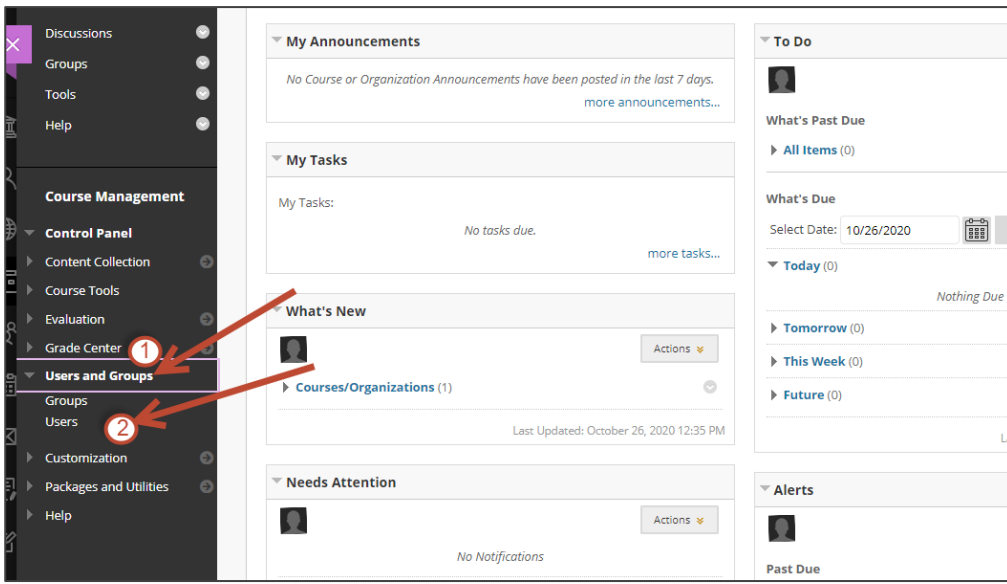 Discussions
Groups
Tools
Help
Course Management
Control Panel
Content Collection
Course Tools
Evaluation
Grade Center
1
Users and Groups
Groups
Users
2
Customization
Packages and Utilities
Help
My Announcements
No Course or Organization Announcements have been posted in the last 7 days.
more announcements...
My Tasks
My Tasks:
No tasks due.
more tasks...
What's New
Actions
Courses/Organizations (1)
Last Updated: October 26, 2020 12:35 PM
Needs Attention
Actions
No Notifications
To Do
What's Past Due
All Items (0)
What's Due
Select Date: 10/26/2020
Today (0)
Nothing Due
Tomorrow (0)
This Week (0)
Future (0)
Alerts
Past Due